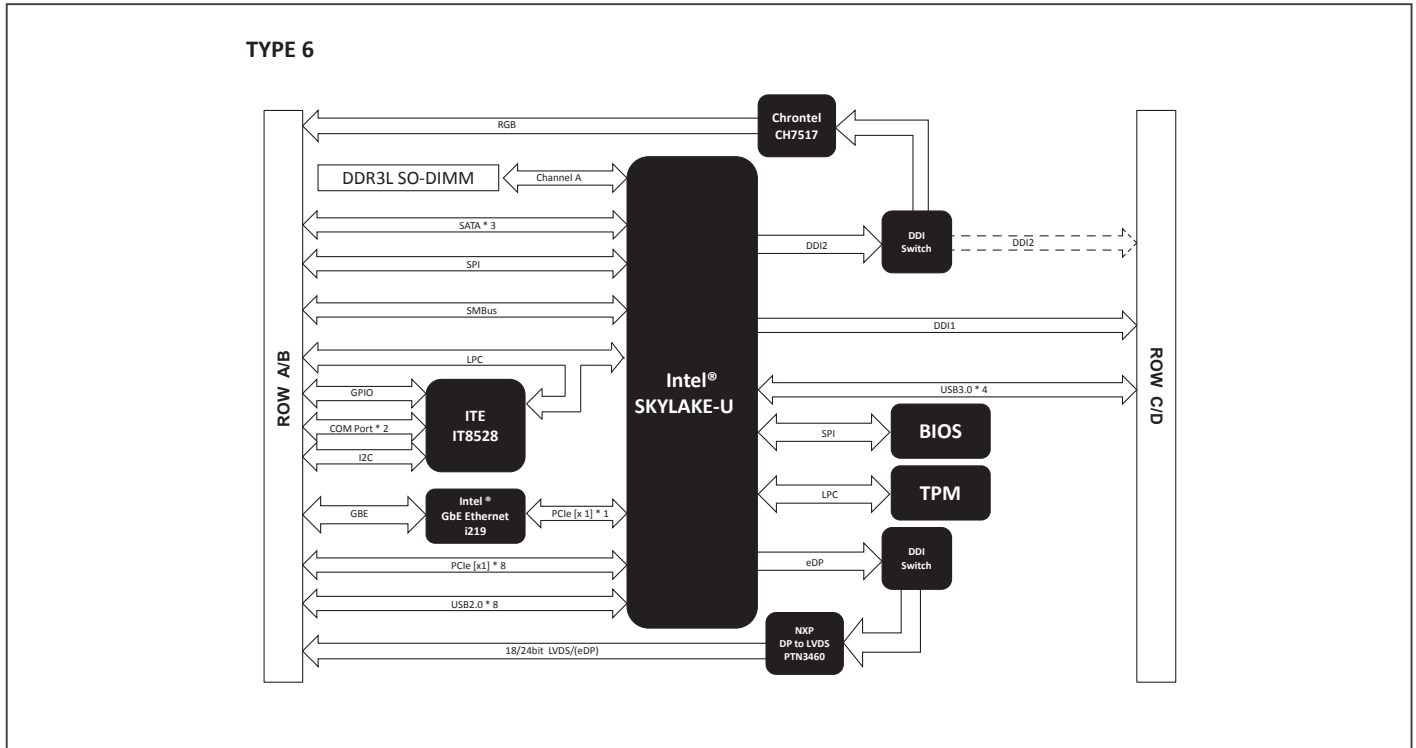 TYPE 6
Chrontel
CH7517
RGB
DDR3L SO-DIMM
Channel A
SATA * 3
DDI
Switch
DDI2
DDI2
SPI
SMBus
DDI1
LPC
ROW A/B
Intel®
SKYLAKE-U
ROW C/D
GPIO
ITE
IT8528
USB3.0 * 4
COM Port * 2
SPI
BIOS
I2C
Intel ®
GbE Ethernet
i219
GBE
PCIe [x 1] * 1
LPC
TPM
PCIe [x1] * 8
eDP
DDI
Switch
USB2.0 * 8
NXP
DP to LVDS
PTN3460
18/24bit LVDS/(eDP)